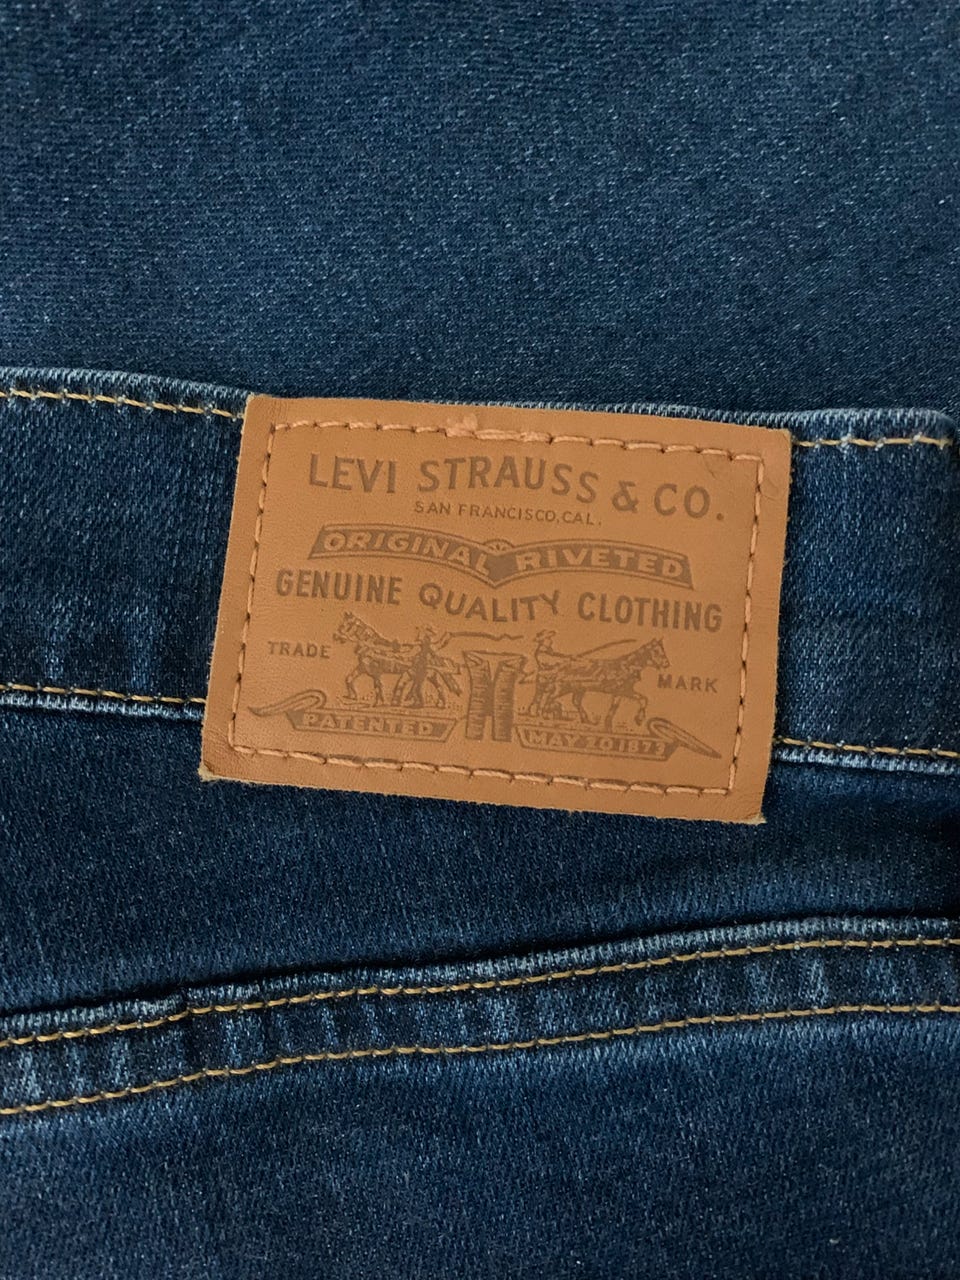 LEVI STRAUSS & CO.
SAN FRANCISCO, CAL.
ORIGINAL RIVETED
GENUINE QUALITY CLOTHING
TRADE MARK
PATENTED MAY 20 1873